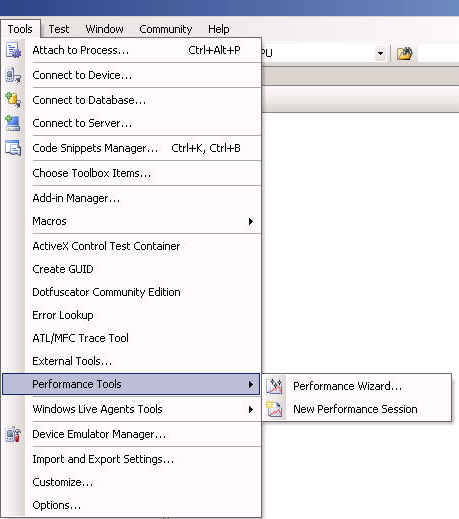 Tools Test Window Community Help
Attach to Process... Ctrl+Alt+P PU
Connect to Device...
Connect to Database...
Connect to Server...
Code Snippets Manager... Ctrl+K, Ctrl+B
Choose Toolbox Items...
Add-in Manager...
Macros
ActiveX Control Test Container
Create GUID
Dotfuscator Community Edition
Error Lookup
ATL/MFC Trace Tool
External Tools...
Performance Tools Performance Wizard...
Windows Live Agents Tools New Performance Session
Device Emulator Manager...
Import and Export Settings...
Customize...
Options...